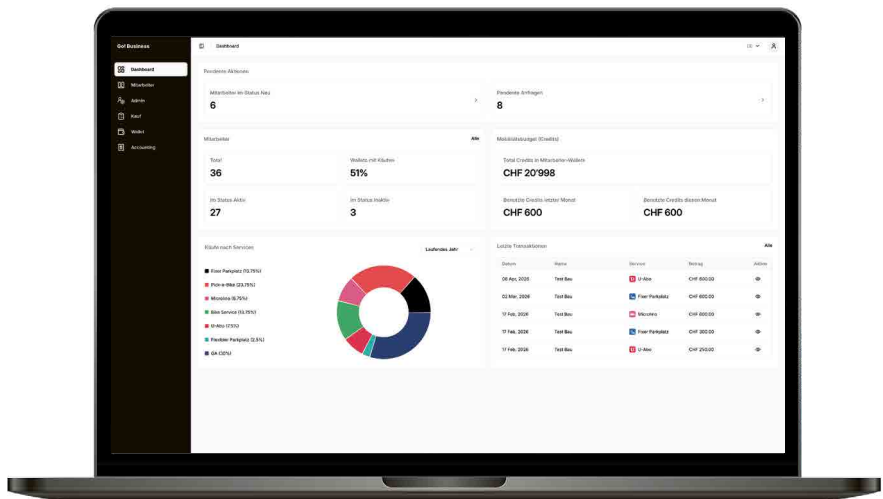 Go! Business
Dashboard
Mitarbeiter
Admin
Kauf
Wallet
Accounting
Dashboard
DE
Pendente Aktionen
Mitarbeiter im Status Neu
6
Pendente Anfragen
8
Mitarbeiter
Alle
Total
36
Wallets mit Käufen
51%
Im Status Aktiv
27
Im Status Inaktiv
3
Mobilitätsbudget (Credits)
Total Credits in Mitarbeiter-Wallets
CHF 20'998
Benutzte Credits letzter Monat
CHF 600
Benutzte Credits diesen Monat
CHF 600
Käufe nach Services
Laufendes Jahr
Fixer Parkplatz (13.75%)
Pick-e-Bike (23.75%)
Micromo (8.75%)
Bike Service (13.75%)
U-Abo (7.5%)
Flexibler Parkplatz (2.5%)
GA (30%)
Letzte Transaktionen
Alle
Datum Name Service Betrag Aktion
06 Apr, 2026 Test Bau U-Abo CHF 600.00
02 Mar, 2026 Test Bau Fixer Parkplatz CHF 600.00
17 Feb, 2026 Test Bau Micromo CHF 600.00
17 Feb, 2026 Test Bau Fixer Parkplatz CHF 300.00
17 Feb, 2026 Test Bau U-Abo CHF 250.00